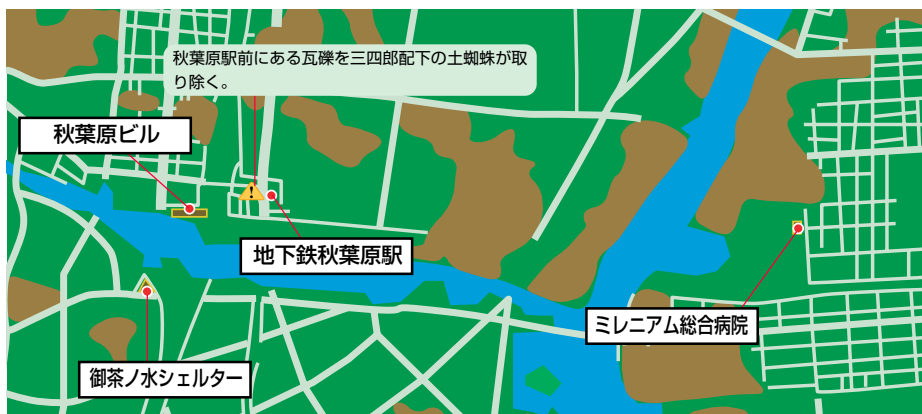 秋葉原駅前にある瓦礫を三四郎配下の土蜘蛛が取
り除く。
秋葉原ビル
地下鉄秋葉原駅
ミレニアム総合病院
御茶ノ水シェルター